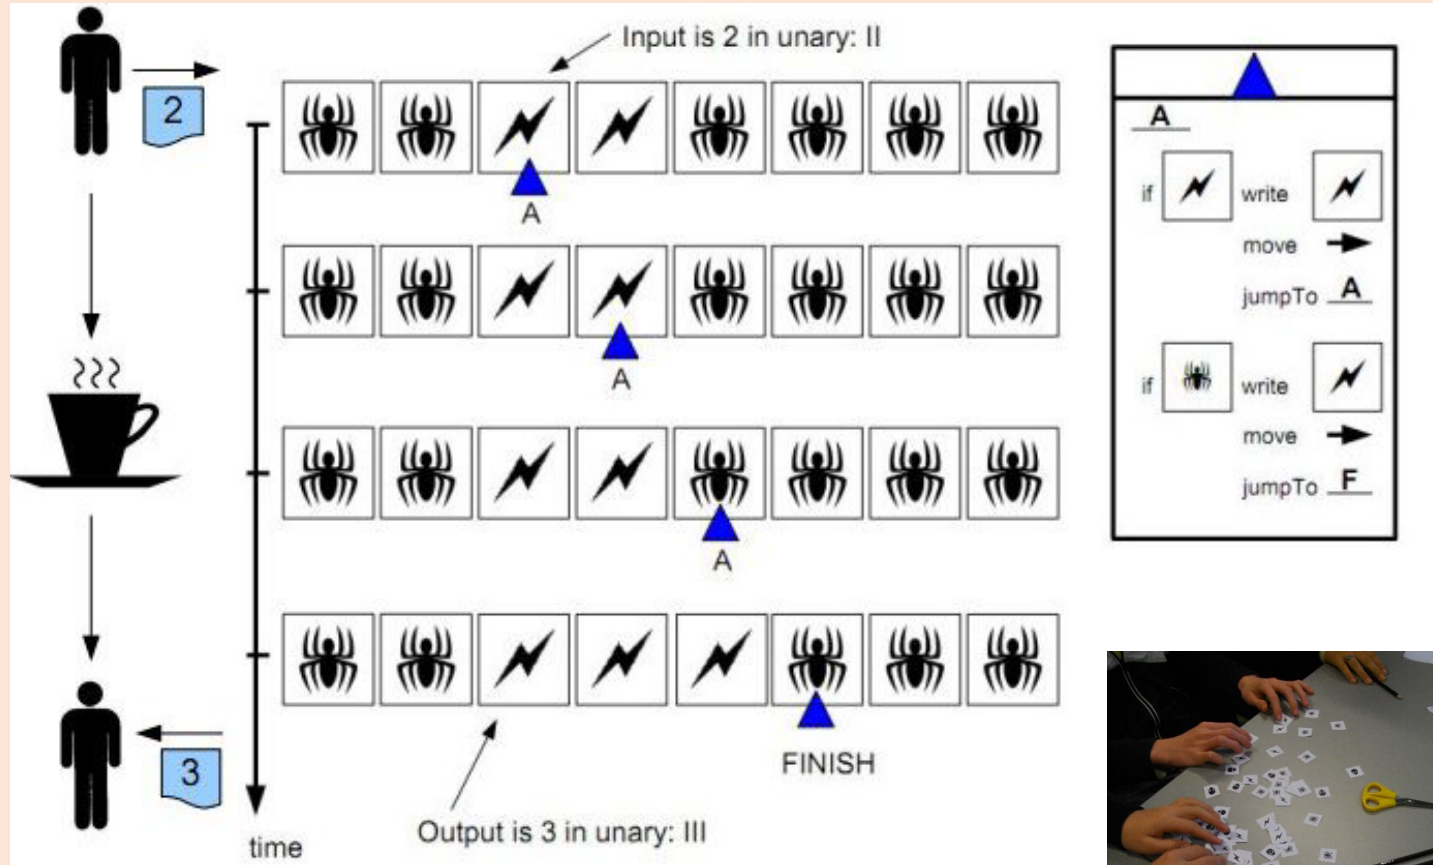 Input is 2 in unary: II
2
A
A
A
FINISH
3
Output is 3 in unary: III
time
A
if write
move
jumpTo A
if write
move
jumpTo F